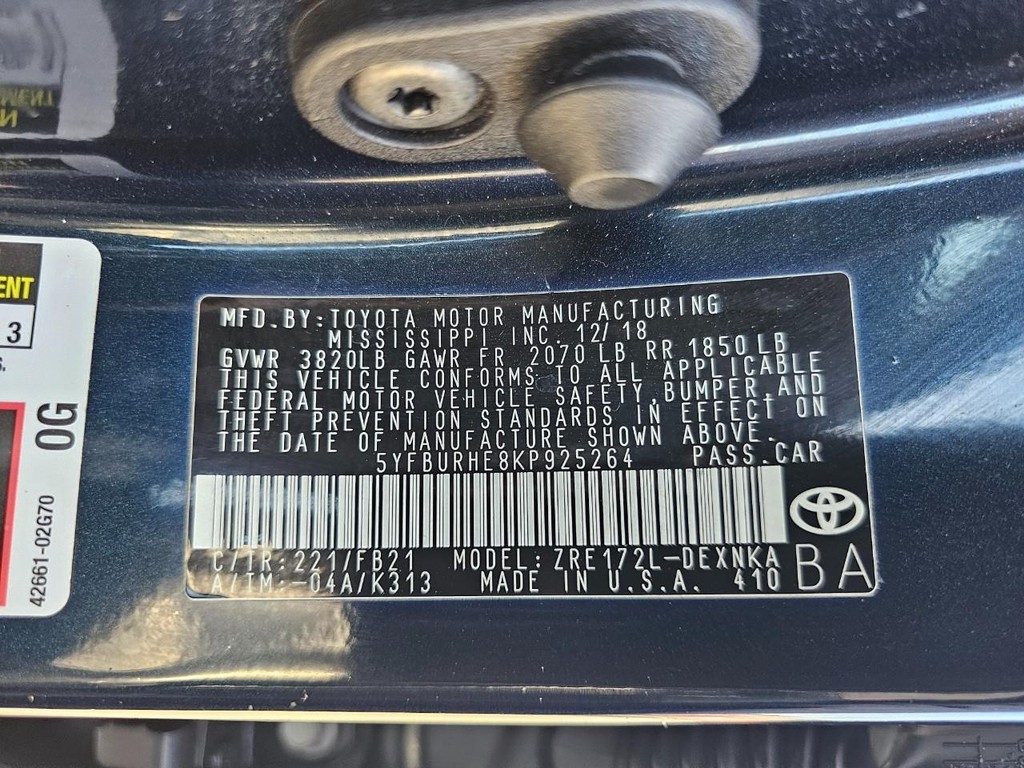 MFD. BY: TOYOTA MOTOR MANUFACTURING
MISSISSIPPI INC. 12/18
GVWR 3820LB GAWR FR 2070 LB RR 1850 LB
THIS VEHICLE CONFORMS TO ALL APPLICABLE
FEDERAL MOTOR VEHICLE SAFETY, BUMPER, AND
THEFT PREVENTION STANDARDS IN EFFECT ON
THE DATE OF MANUFACTURE SHOWN ABOVE.
5YFBURHE8KP925264 PASS. CAR
C/TR: 221/FB21 MODEL: ZRE172L-DEXNKA
A/TM: -04A/K313 MADE IN U.S.A. 410
BA
ENT
3
0G
42661-02G70